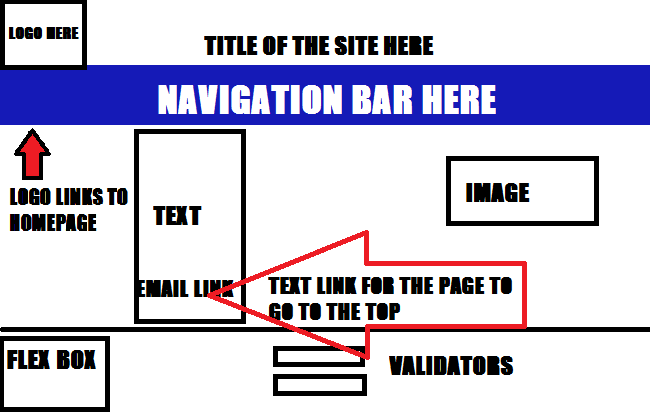 LOGO HERE
TITLE OF THE SITE HERE
NAVIGATION BAR HERE
LOGO LINKS TO
HOMEPAGE
TEXT
IMAGE
EMAIL LINK
TEXT LINK FOR THE PAGE TO
GO TO THE TOP
FLEX BOX
VALIDATORS